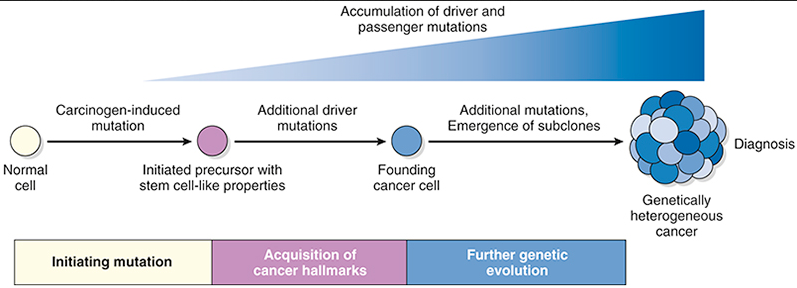 Accumulation of driver and
passenger mutations
Carcinogen-induced
mutation
Additional driver
mutations
Additional mutations,
Emergence of subclones
Normal
cell
Initiated precursor with
stem cell-like properties
Founding
cancer cell
Diagnosis
Genetically
heterogeneous
cancer
Initiating mutation
Acquisition of
cancer hallmarks
Further genetic
evolution